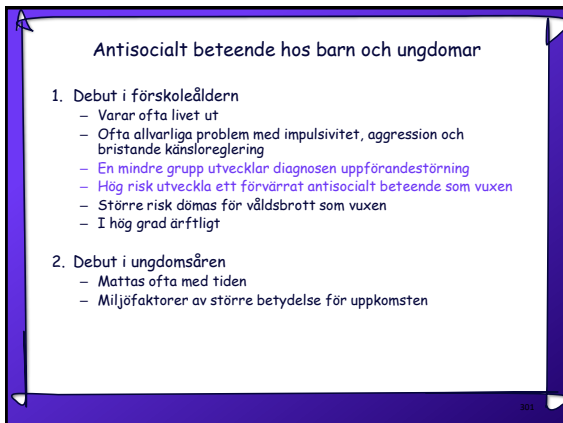 Antisocialt beteende hos barn och ungdomar
1. Debut i förskoleåldern
– Varar ofta livet ut
– Ofta allvarliga problem med impulsivitet, aggression och
bristande känsloreglering
– En mindre grupp utvecklar diagnosen uppförandestörning
– Hög risk utveckla ett förvärrat antisocialt beteende som vuxen
– Större risk dömas för våldsbrott som vuxen
– I hög grad ärftligt
2. Debut i ungdomsåren
– Mattas ofta med tiden
– Miljöfaktorer av större betydelse för uppkomsten
301